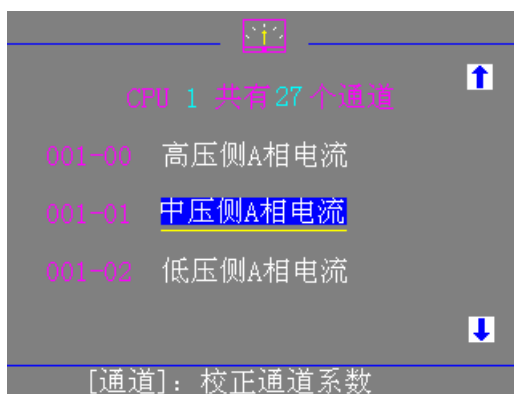 CPU 1 共有27个通道
001-00 高压侧A相电流
001-01 中压侧A相电流
001-02 低压侧A相电流
[通道]: 校正通道系数